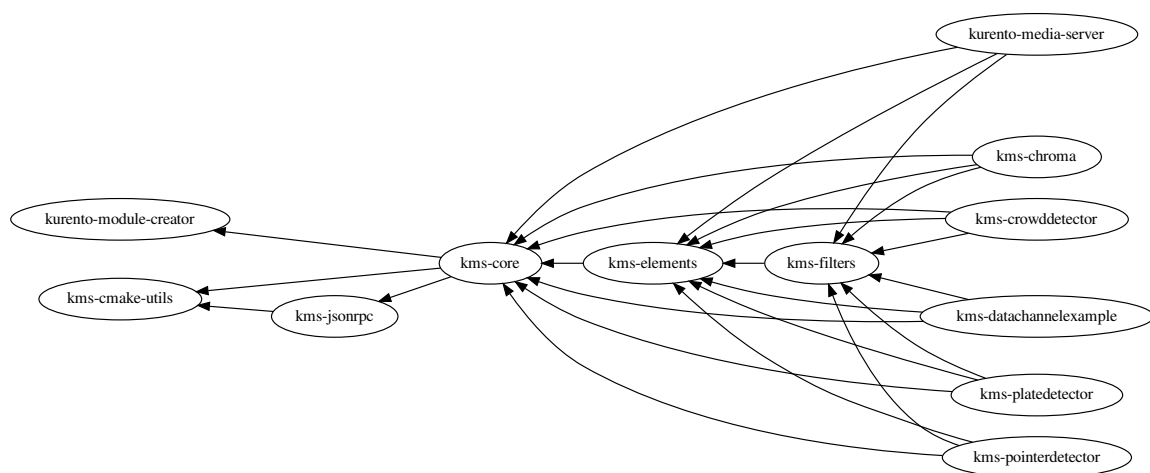 kurento-media-server
kms-chroma
kurento-module-creator
kms-crowddetector
kms-core
kms-elements
kms-filters
kms-cmake-utils
kms-jsonrpc
kms-datachannelexample
kms-platedetector
kms-pointerdetector